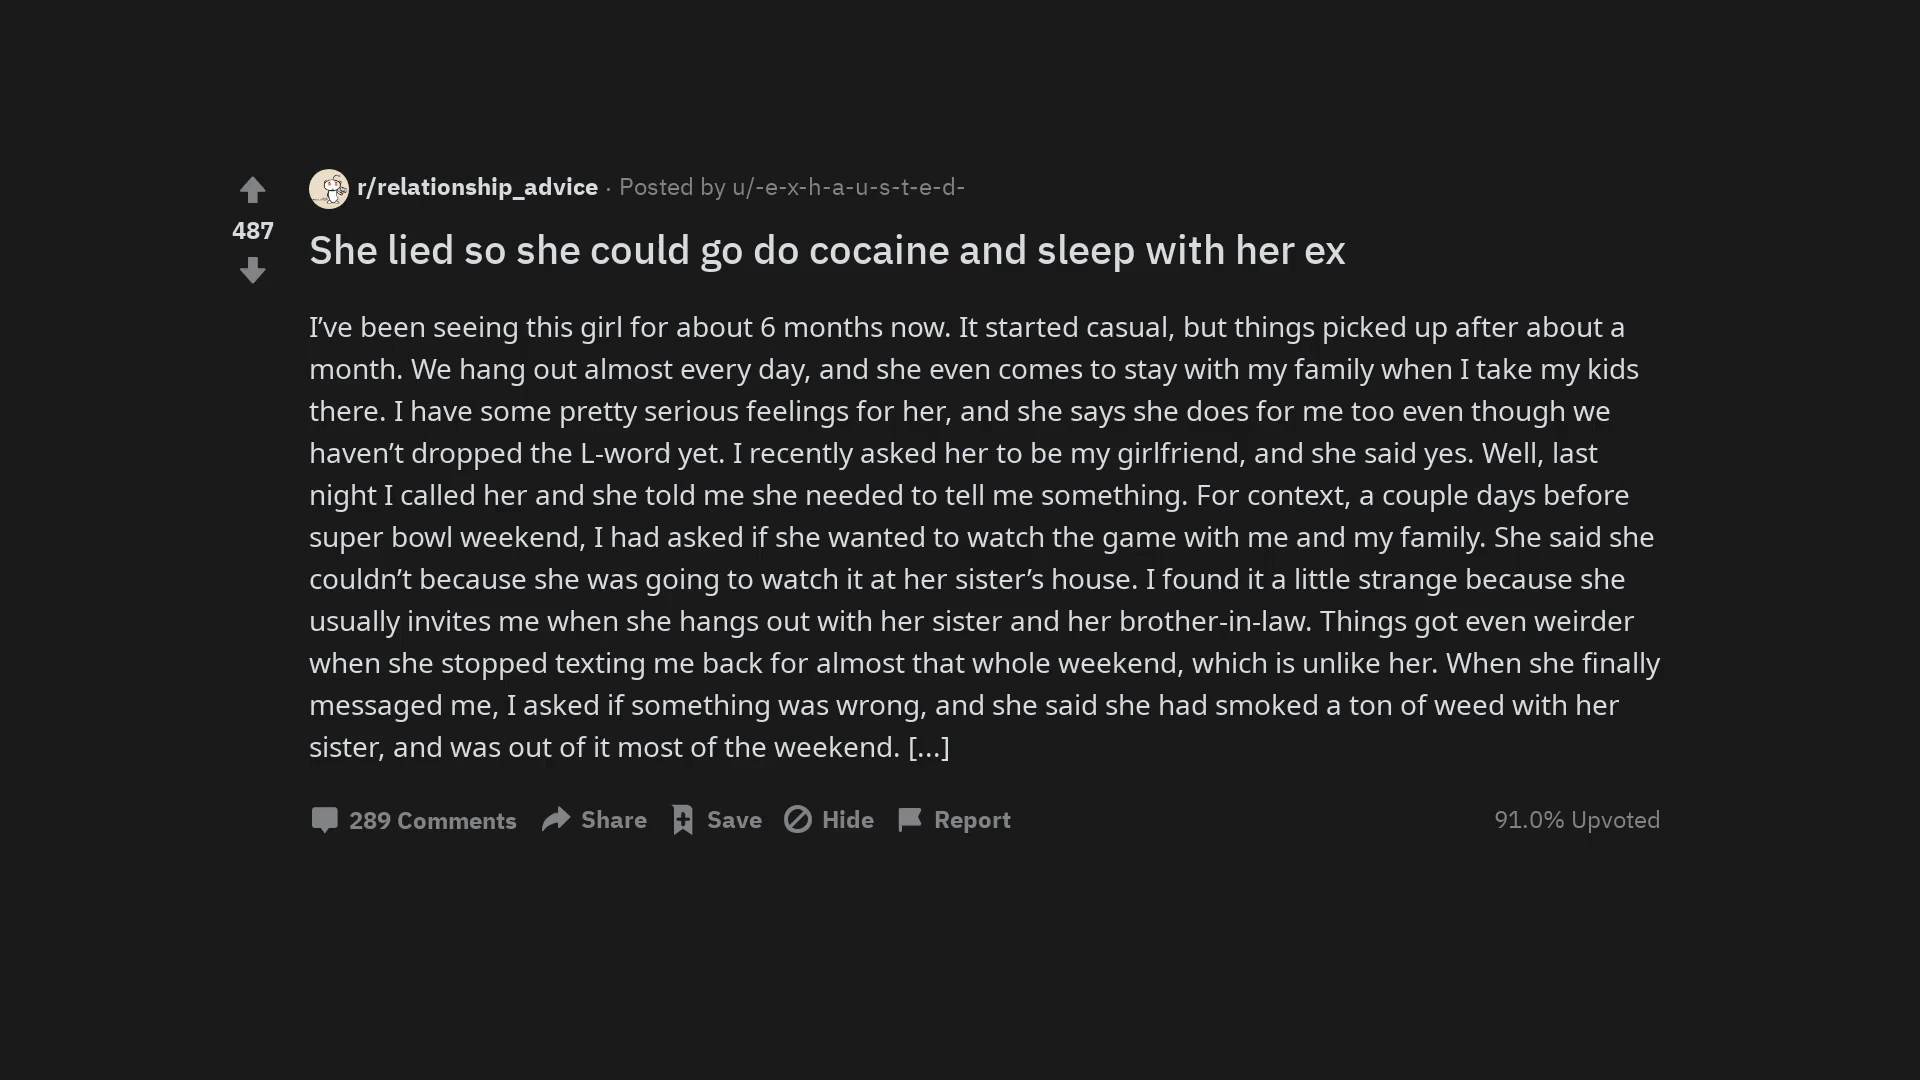 r/relationship_advice · Posted by u/-e-x-h-a-u-s-t-e-d-
487
She lied so she could go do cocaine and sleep with her ex
I’ve been seeing this girl for about 6 months now. It started casual, but things picked up after about a
month. We hang out almost every day, and she even comes to stay with my family when I take my kids
there. I have some pretty serious feelings for her, and she says she does for me too even though we
haven’t dropped the L-word yet. I recently asked her to be my girlfriend, and she said yes. Well, last
night I called her and she told me she needed to tell me something. For context, a couple days before
super bowl weekend, I had asked if she wanted to watch the game with me and my family. She said she
couldn’t because she was going to watch it at her sister’s house. I found it a little strange because she
usually invites me when she hangs out with her sister and her brother-in-law. Things got even weirder
when she stopped texting me back for almost that whole weekend, which is unlike her. When she finally
messaged me, I asked if something was wrong, and she said she had smoked a ton of weed with her
sister, and was out of it most of the weekend. [...]
289 Comments Share Save Hide Report 91.0% Upvoted